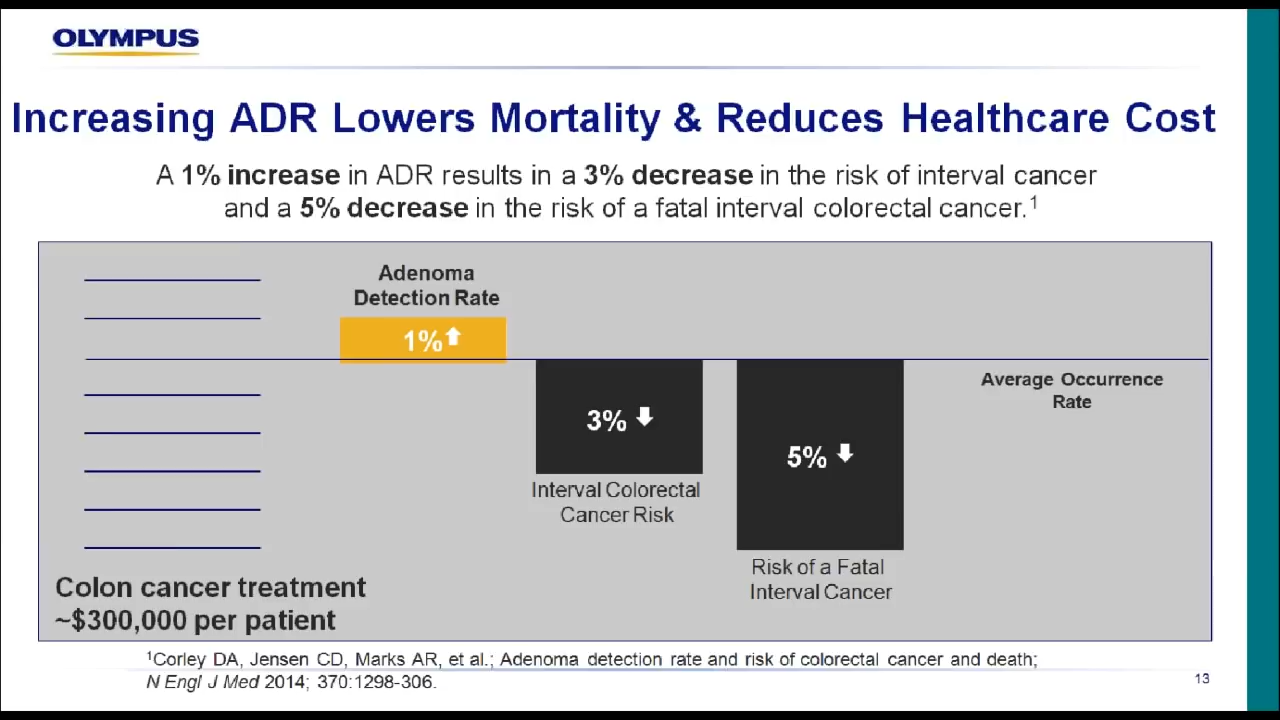 OLYMPUS
Increasing ADR Lowers Mortality & Reduces Healthcare Cost
A 1% increase in ADR results in a 3% decrease in the risk of interval cancer
and a 5% decrease in the risk of a fatal interval colorectal cancer.¹
Adenoma
Detection Rate
1%
Average Occurrence
Rate
3%
5%
Interval Colorectal
Cancer Risk
Risk of a Fatal
Interval Cancer
Colon cancer treatment
~$300,000 per patient
¹Corley DA, Jensen CD, Marks AR, et al.; Adenoma detection rate and risk of colorectal cancer and death;
N Engl J Med 2014; 370:1298-306.
13